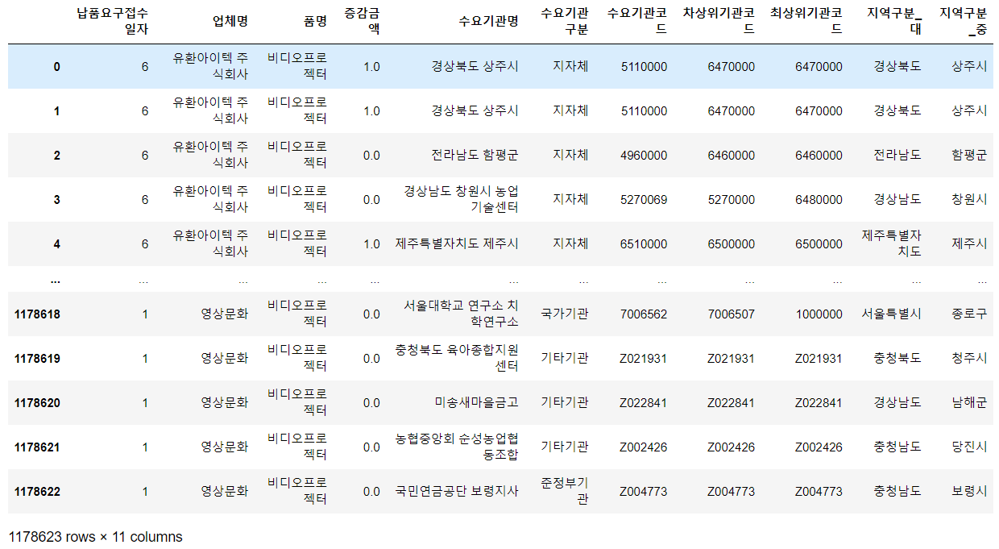 납품요구접수일자 업체명 품명 증감금액 수요기관명 수요기관구분 수요기관코드 차상위기관코드 최상위기관코드 지역구분_대 지역구분_중
0 6 유환아이텍 주식회사 비디오프로젝터 1.0 경상북도 상주시 지자체 5110000 6470000 6470000 경상북도 상주시
1 6 유환아이텍 주식회사 비디오프로젝터 1.0 경상북도 상주시 지자체 5110000 6470000 6470000 경상북도 상주시
2 6 유환아이텍 주식회사 비디오프로젝터 0.0 전라남도 함평군 지자체 4960000 6460000 6460000 전라남도 함평군
3 6 유환아이텍 주식회사 비디오프로젝터 0.0 경상남도 창원시 농업기술센터 지자체 5270069 5270000 6480000 경상남도 창원시
4 6 유환아이텍 주식회사 비디오프로젝터 1.0 제주특별자치도 제주시 지자체 6510000 6500000 6500000 제주특별자치도 제주시
... ... ... ... ... ... ... ... ... ... ... ...
1178618 1 영상문화 비디오프로젝터 0.0 서울대학교 연구소 치학연구소 국가기관 7006562 7006507 1000000 서울특별시 종로구
1178619 1 영상문화 비디오프로젝터 0.0 충청북도 육아종합지원센터 기타기관 Z021931 Z021931 Z021931 충청북도 청주시
1178620 1 영상문화 비디오프로젝터 0.0 미송새마을금고 기타기관 Z022841 Z022841 Z022841 경상남도 남해군
1178621 1 영상문화 비디오프로젝터 0.0 농협중앙회 순성농업협동조합 기타기관 Z002426 Z002426 Z002426 충청남도 당진시
1178622 1 영상문화 비디오프로젝터 0.0 국민연금공단 보령지사 준정부기관 Z004773 Z004773 Z004773 충청남도 보령시
1178623 rows × 11 columns